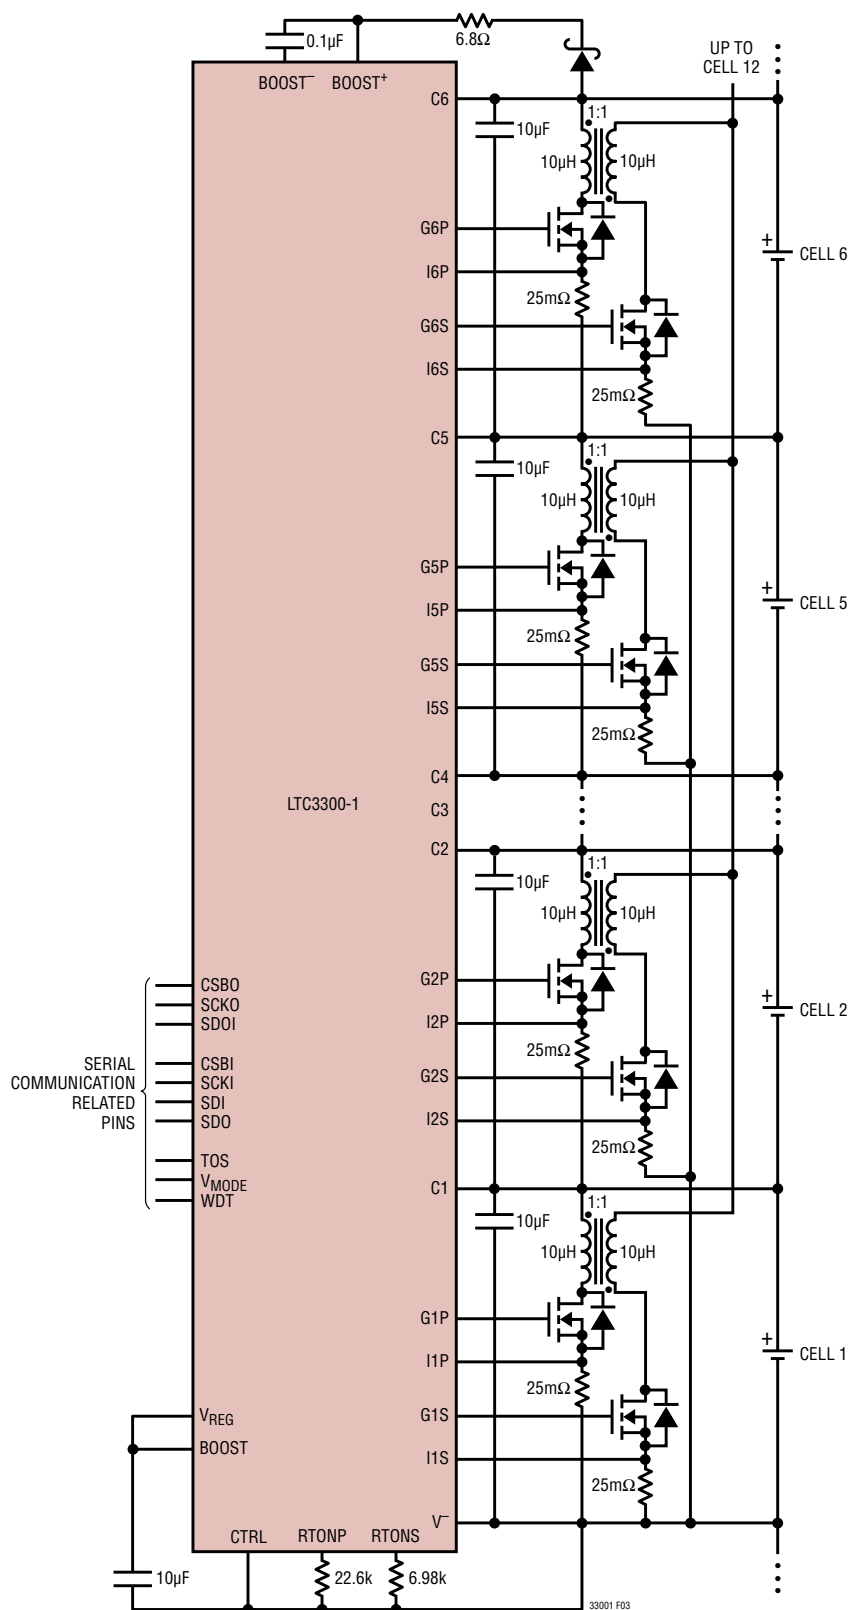 0.1µF
6.8Ω
UP TO
CELL 12
BOOST–
BOOST+
C6
1:1
10µF
10µH
10µH
G6P
CELL 6
I6P
25mΩ
G6S
I6S
25mΩ
C5
1:1
10µF
10µH
10µH
G5P
CELL 5
I5P
25mΩ
G5S
I5S
25mΩ
C4
LTC3300-1
C3
C2
1:1
10µF
10µH
10µH
CSBO
G2P
SCKO
CELL 2
SDOI
I2P
25mΩ
SERIAL
COMMUNICATION
RELATED
PINS
CSBI
SCKI
SDI
SDO
G2S
I2S
25mΩ
TOS
VMODE
WDT
C1
1:1
10µF
10µH
10µH
G1P
CELL 1
I1P
25mΩ
VREG
G1S
BOOST
I1S
25mΩ
V–
CTRL
RTONP
RTONS
10µF
22.6k
6.98k
33001 F03